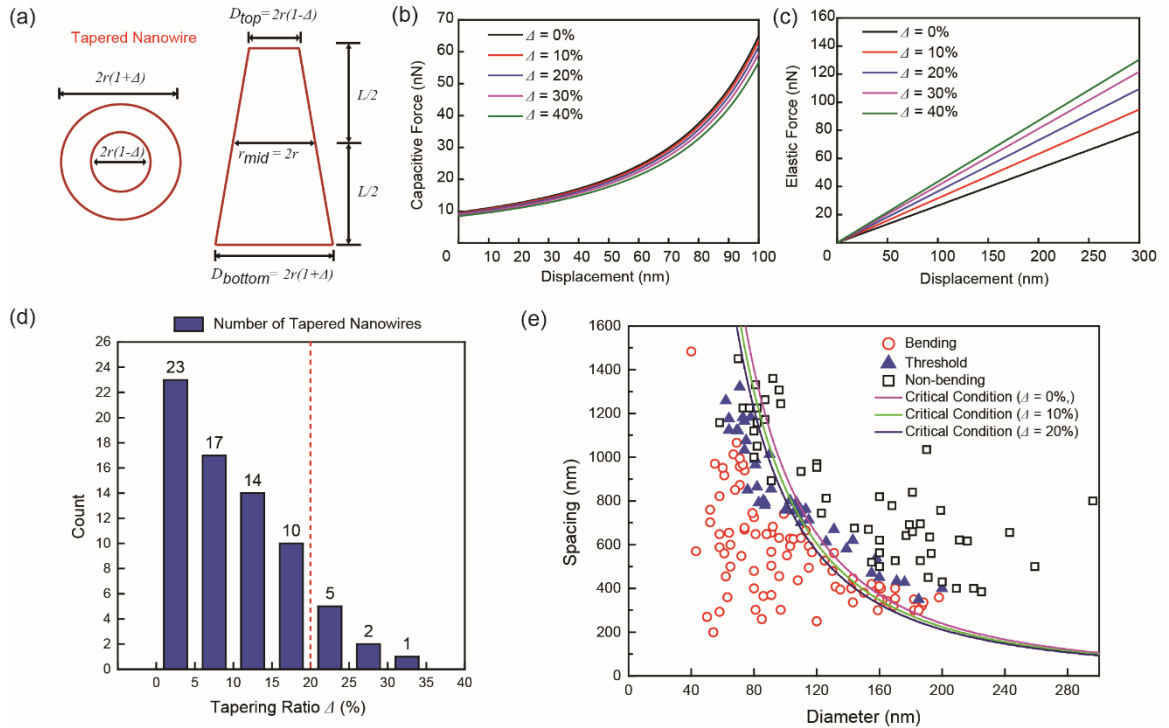 (a)
Tapered Nanowire
2r(1+Δ)
2r(1-Δ)
D_top=2r(1-Δ)
L/2
r_mid = 2r
L/2
D_bottom= 2r(1+Δ)
(b)
Capacitive Force (nN)
70
60
50
40
30
20
10
Δ = 0%
Δ = 10%
Δ = 20%
Δ = 30%
Δ = 40%
0 10 20 30 40 50 60 70 80 90 100
Displacement (nm)
(c)
Elastic Force (nN)
160
140
120
100
80
60
40
20
0
Δ = 0%
Δ = 10%
Δ = 20%
Δ = 30%
Δ = 40%
50 100 150 200 250 300
Displacement (nm)
(d)
Number of Tapered Nanowires
Count
26
24
22
20
18
16
14
12
10
8
6
4
2
0
23
17
14
10
5
2
1
0 5 10 15 20 25 30 35 40
Tapering Ratio Δ (%)
(e)
Spacing (nm)
1600
1400
1200
1000
800
600
400
200
0
Bending
Threshold
Non-bending
Critical Condition (Δ = 0%,)
Critical Condition (Δ = 10%)
Critical Condition (Δ = 20%)
0 40 80 120 160 200 240 280
Diameter (nm)